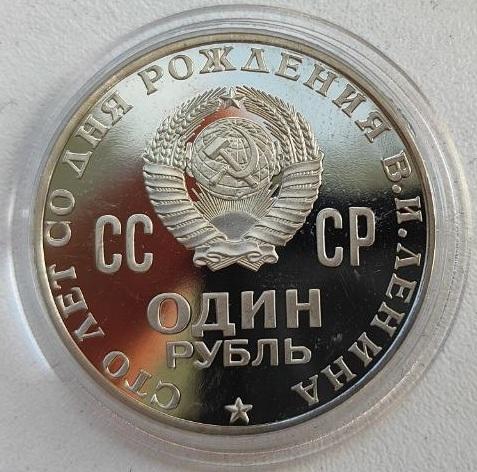 СТО ЛЕТ СО ДНЯ РОЖДЕНИЯ В.И.ЛЕНИНА
СС СР
ОДИН
РУБЛЬ